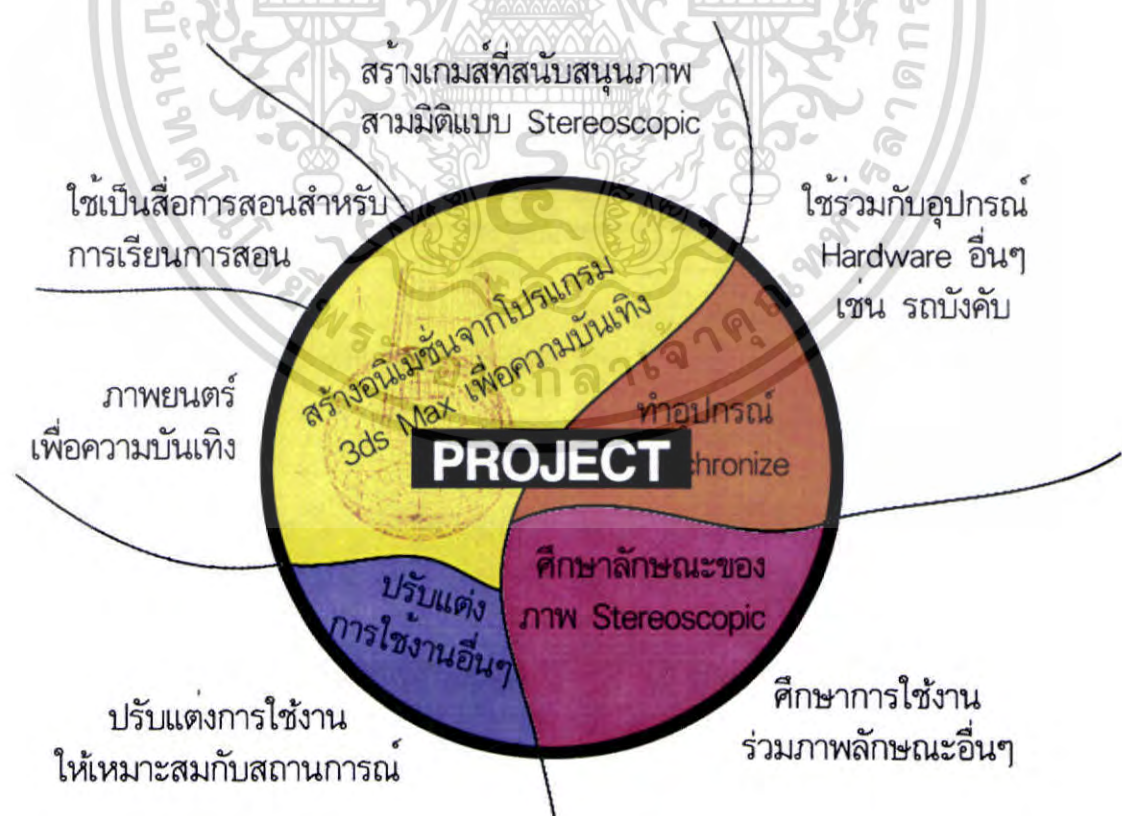 สร้างเกมส์ที่สนับสนุนภาพ
สามมิติแบบ Stereoscopic
ใช้เป็นสื่อการสอนสำหรับ
การเรียนการสอน
ใช้ร่วมกับอุปกรณ์
Hardware อื่นๆ
เช่น รถบังคับ
ภาพยนตร์
เพื่อความบันเทิง
สร้างอนิเมชั่นจากโปรแกรม
3ds Max เพื่อความบันเทิง
ทำอุปกรณ์
chronize
PROJECT
ศึกษาลักษณะของ
ภาพ Stereoscopic
ปรับแต่ง
การใช้งานอื่นๆ
ปรับแต่งการใช้งาน
ให้เหมาะสมกับสถานการณ์
ศึกษาการใช้งาน
ร่วมภาพลักษณะอื่นๆ